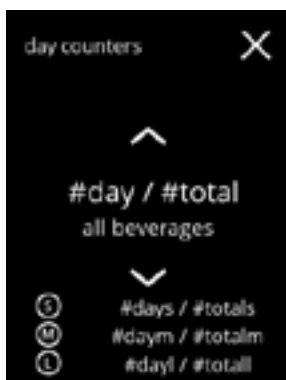 day counters
#day / #total
all beverages
S #days / #totals
M #daym / #totalm
L #dayl / #totall